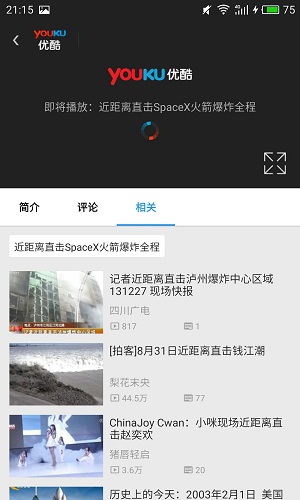 21:15
75
YOUKU
优酷
YOUKU 优酷
即将播放：近距离直击SpaceX火箭爆炸全程
简介
评论
相关
近距离直击SpaceX火箭爆炸全程
记者近距离直击泸州爆炸中心区域
131227 现场快报
四川广电
817
1
[拍客]8月31日近距离直击钱江潮
梨花末央
44.5万
77
ChinaJoy Cwan：小咪现场近距离直
击赵奕欢
猪唇轻启
3.6万
20
历史上的今天：2003年2月1日 美国